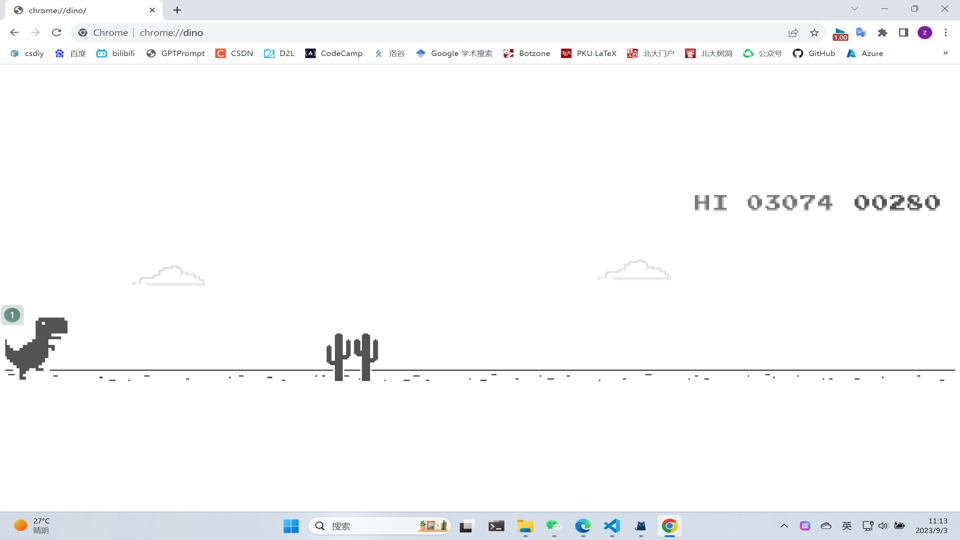 chrome://dino/
Chrome | chrome://dino
1.00
z
csdiy 百度 bilibili GPTPrompt CSDN D2L CodeCamp 洛谷 Google 学术搜索 Botzone PKU LaTeX 北大门户 北大树洞 公众号 GitHub Azure »
HI 03074 00280
1
27°C
晴朗
搜索
英
11:13
2023/9/3